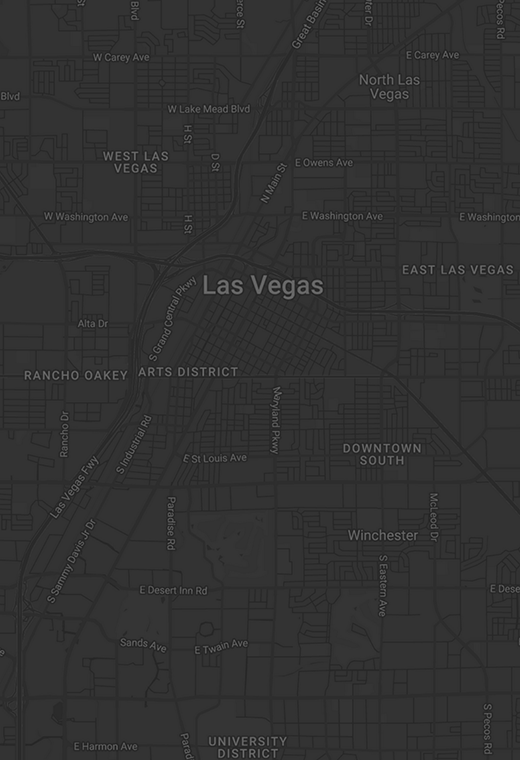 Blvd
St
Great Basin
Dr
Pecos Rd
W Carey Ave
E Carey Ave
North Las
Vegas
Blvd
W Lake Mead Blvd
H St
D St
WEST LAS
VEGAS
E Owens Ave
N Main St
W Washington Ave
H St
E Washington Ave
E Washington
EAST LAS VEGAS
Las Vegas
S Grand Central Pkwy
Alta Dr
RANCHO OAKEY
ARTS DISTRICT
Maryland Pkwy
Rancho Dr
S Industrial Rd
DOWNTOWN
SOUTH
E St Louis Ave
Las Vegas Fwy
Paradise Rd
McLeod Dr
Winchester
S Sammy Davis Jr Dr
S Eastern Ave
E Desert Inn Rd
E Dese
Sands Ave
E Twain Ave
S Pecos Rd
E Harmon Ave
Parad
UNIVERSITY
DISTRICT